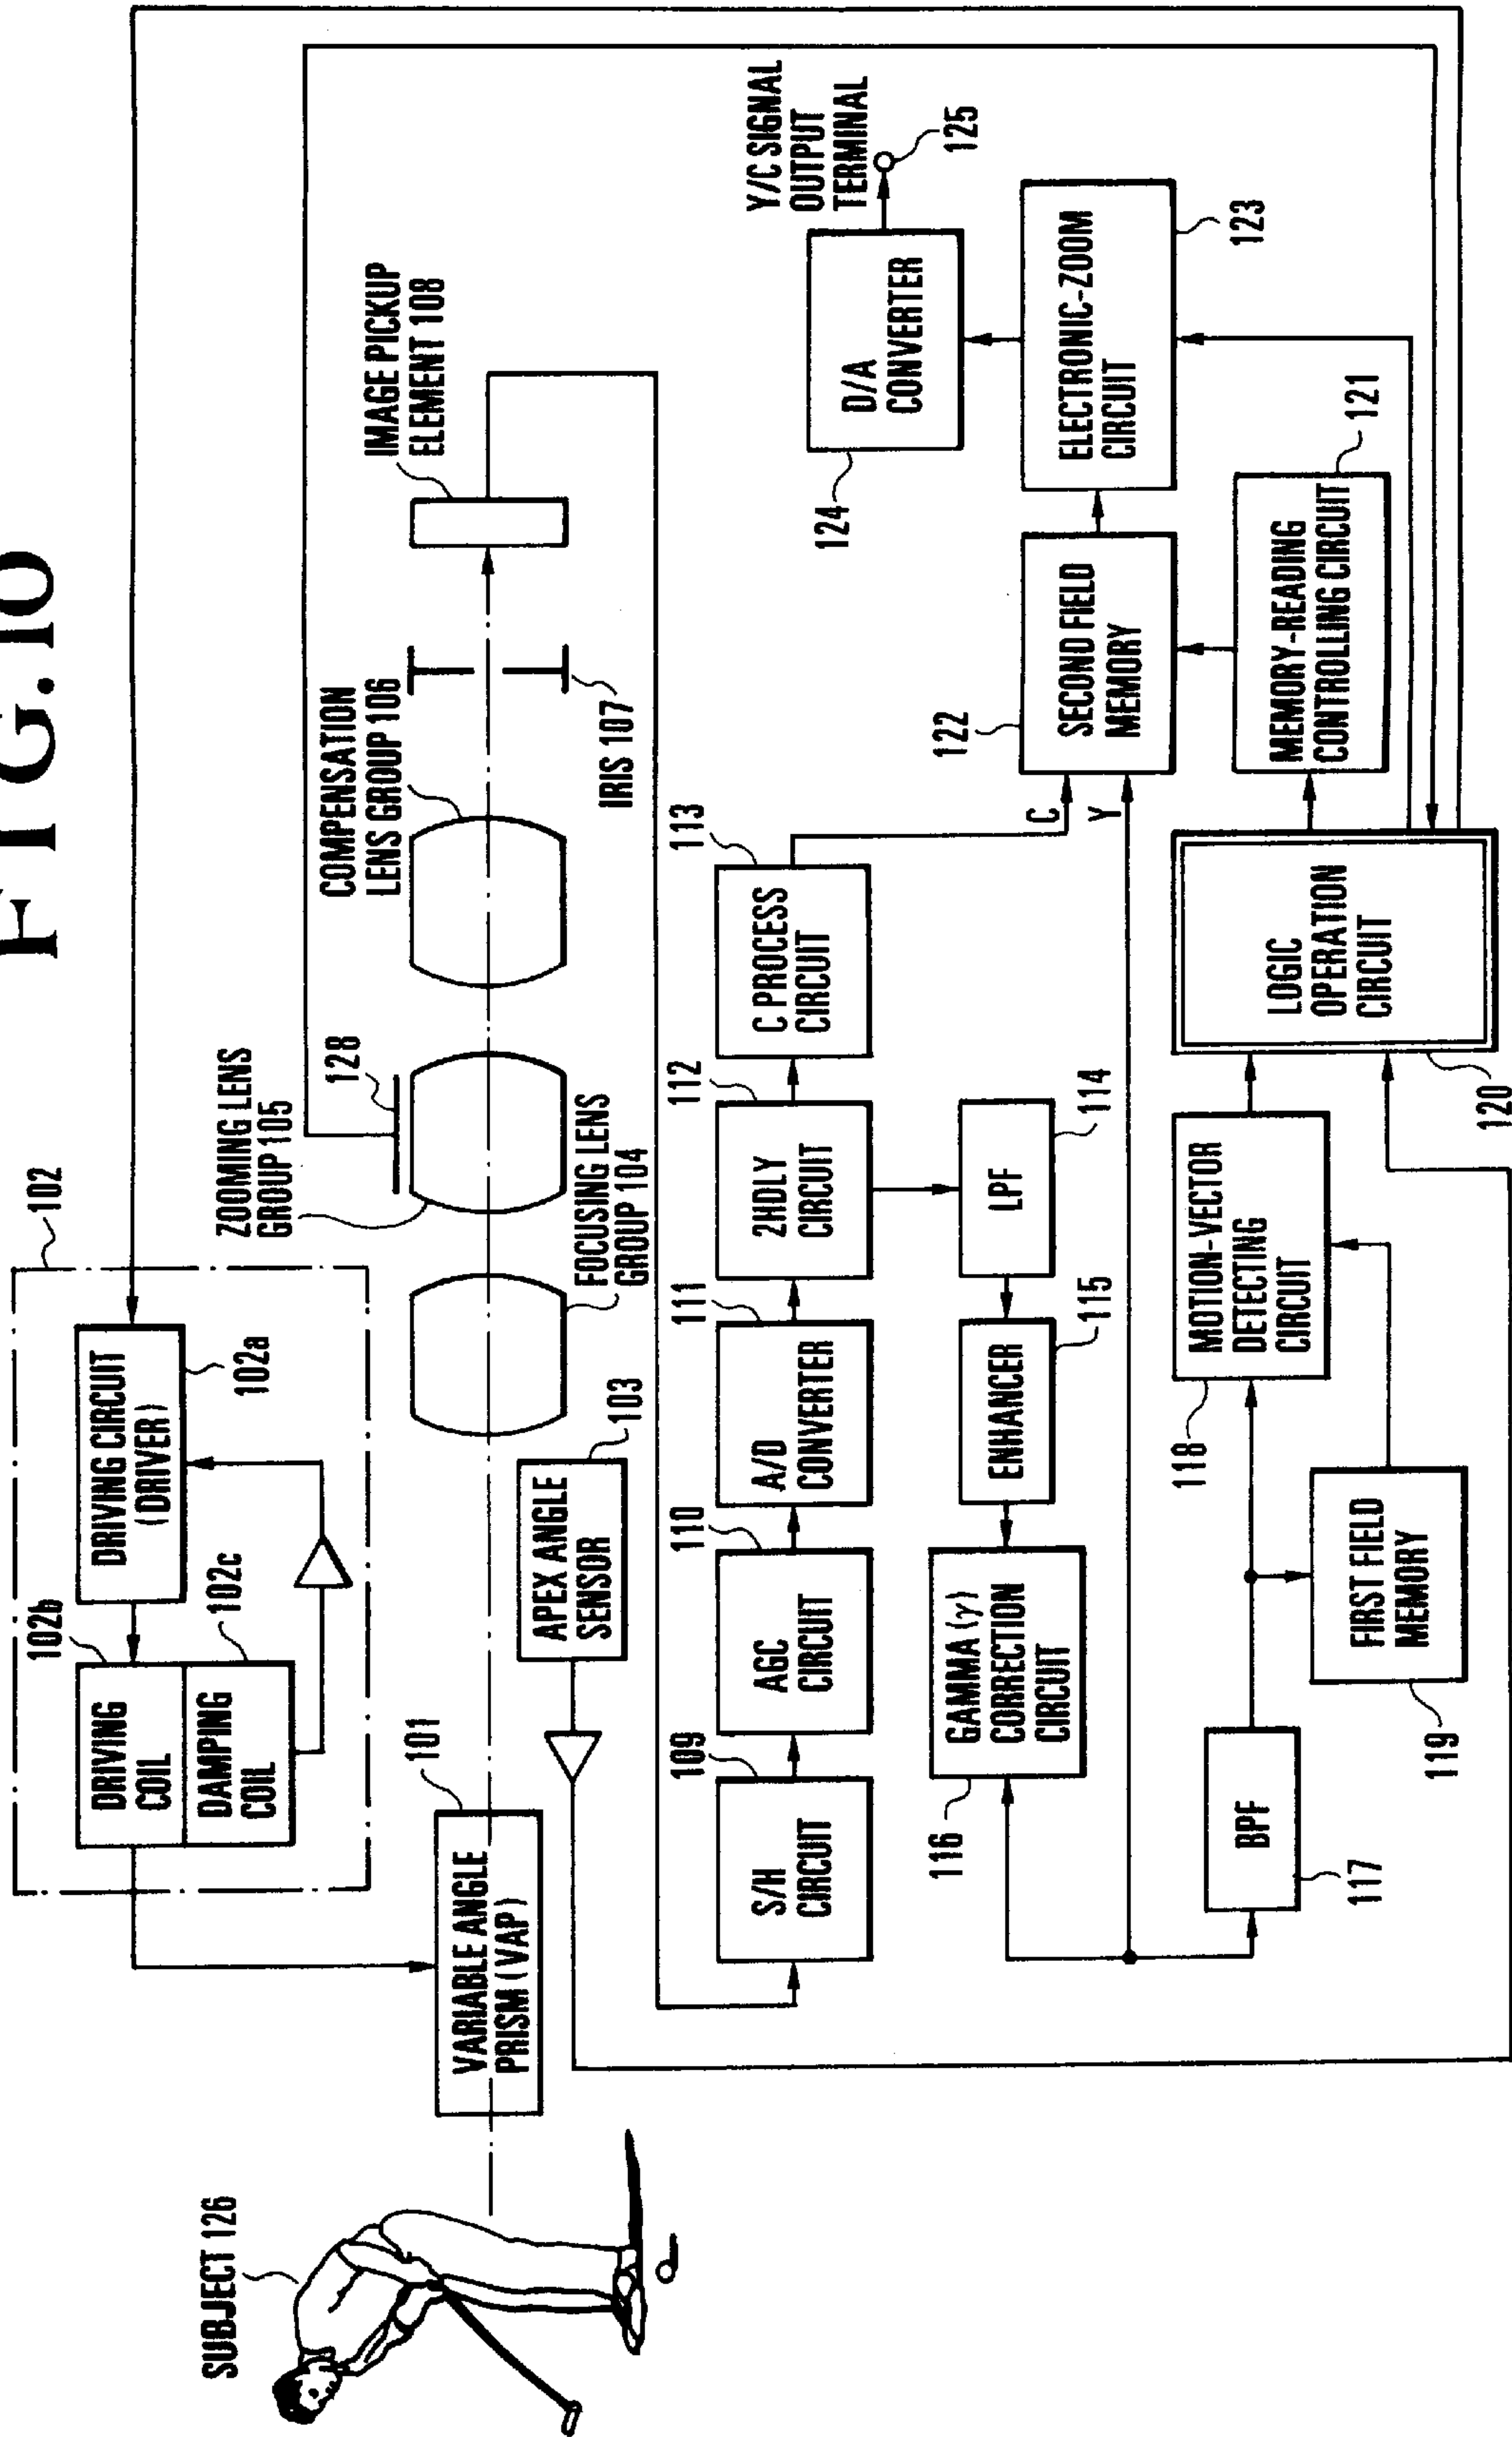 FIG.10
102
DRIVING CIRCUIT
(DRIVER)
102a
102b
DRIVING
COIL
DAMPING
COIL
102c
SUBJECT 126
VARIABLE ANGLE
PRISM (VAP)
101
APEX ANGLE
SENSOR
103
FOCUSING LENS
GROUP 104
ZOOMING LENS
GROUP 105
128
COMPENSATION
LENS GROUP 106
IRIS 107
IMAGE PICKUP
ELEMENT 108
109
S/H
CIRCUIT
110
AGC
CIRCUIT
111
A/D
CONVERTER
112
2HDLY
CIRCUIT
113
C PROCESS
CIRCUIT
114
LPF
115
ENHANCER
116
GAMMA (γ)
CORRECTION
CIRCUIT
C
Y
117
BPF
118
MOTION-VECTOR
DETECTING
CIRCUIT
119
FIRST FIELD
MEMORY
120
LOGIC
OPERATION
CIRCUIT
121
MEMORY-READING
CONTROLLING CIRCUIT
122
SECOND FIELD
MEMORY
123
ELECTRONIC-ZOOM
CIRCUIT
124
D/A
CONVERTER
Y/C SIGNAL
OUTPUT
TERMINAL
125